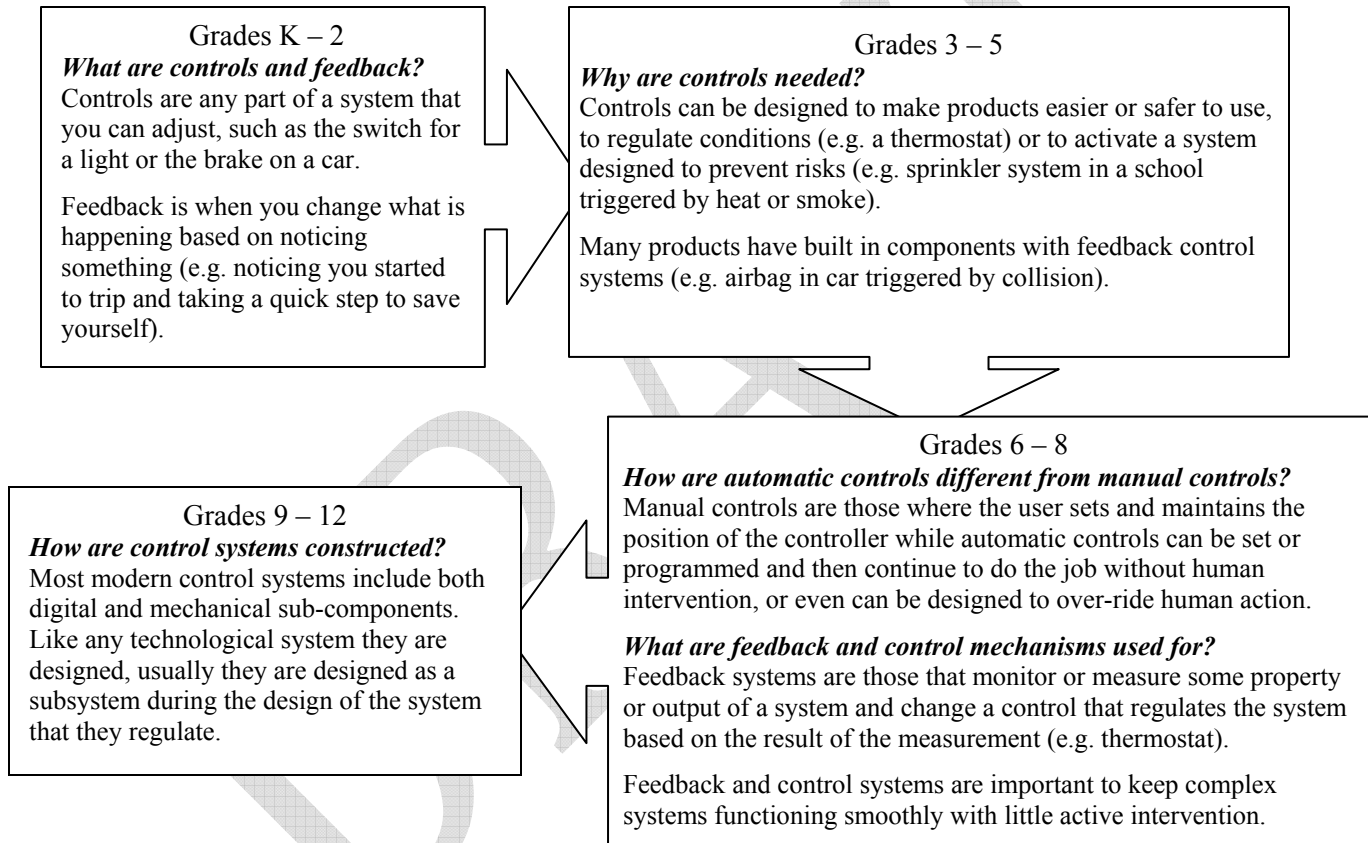 Grades K – 2
What are controls and feedback?
Controls are any part of a system that
you can adjust, such as the switch for
a light or the brake on a car.
Feedback is when you change what is
happening based on noticing
something (e.g. noticing you started
to trip and taking a quick step to save
yourself).
Grades 3 – 5
Why are controls needed?
Controls can be designed to make products easier or safer to use,
to regulate conditions (e.g. a thermostat) or to activate a system
designed to prevent risks (e.g. sprinkler system in a school
triggered by heat or smoke).
Many products have built in components with feedback control
systems (e.g. airbag in car triggered by collision).
Grades 6 – 8
How are automatic controls different from manual controls?
Manual controls are those where the user sets and maintains the
position of the controller while automatic controls can be set or
programmed and then continue to do the job without human
intervention, or even can be designed to over-ride human action.
What are feedback and control mechanisms used for?
Feedback systems are those that monitor or measure some property
or output of a system and change a control that regulates the system
based on the result of the measurement (e.g. thermostat).
Feedback and control systems are important to keep complex
systems functioning smoothly with little active intervention.
Grades 9 – 12
How are control systems constructed?
Most modern control systems include both
digital and mechanical sub-components.
Like any technological system they are
designed, usually they are designed as a
subsystem during the design of the system
that they regulate.